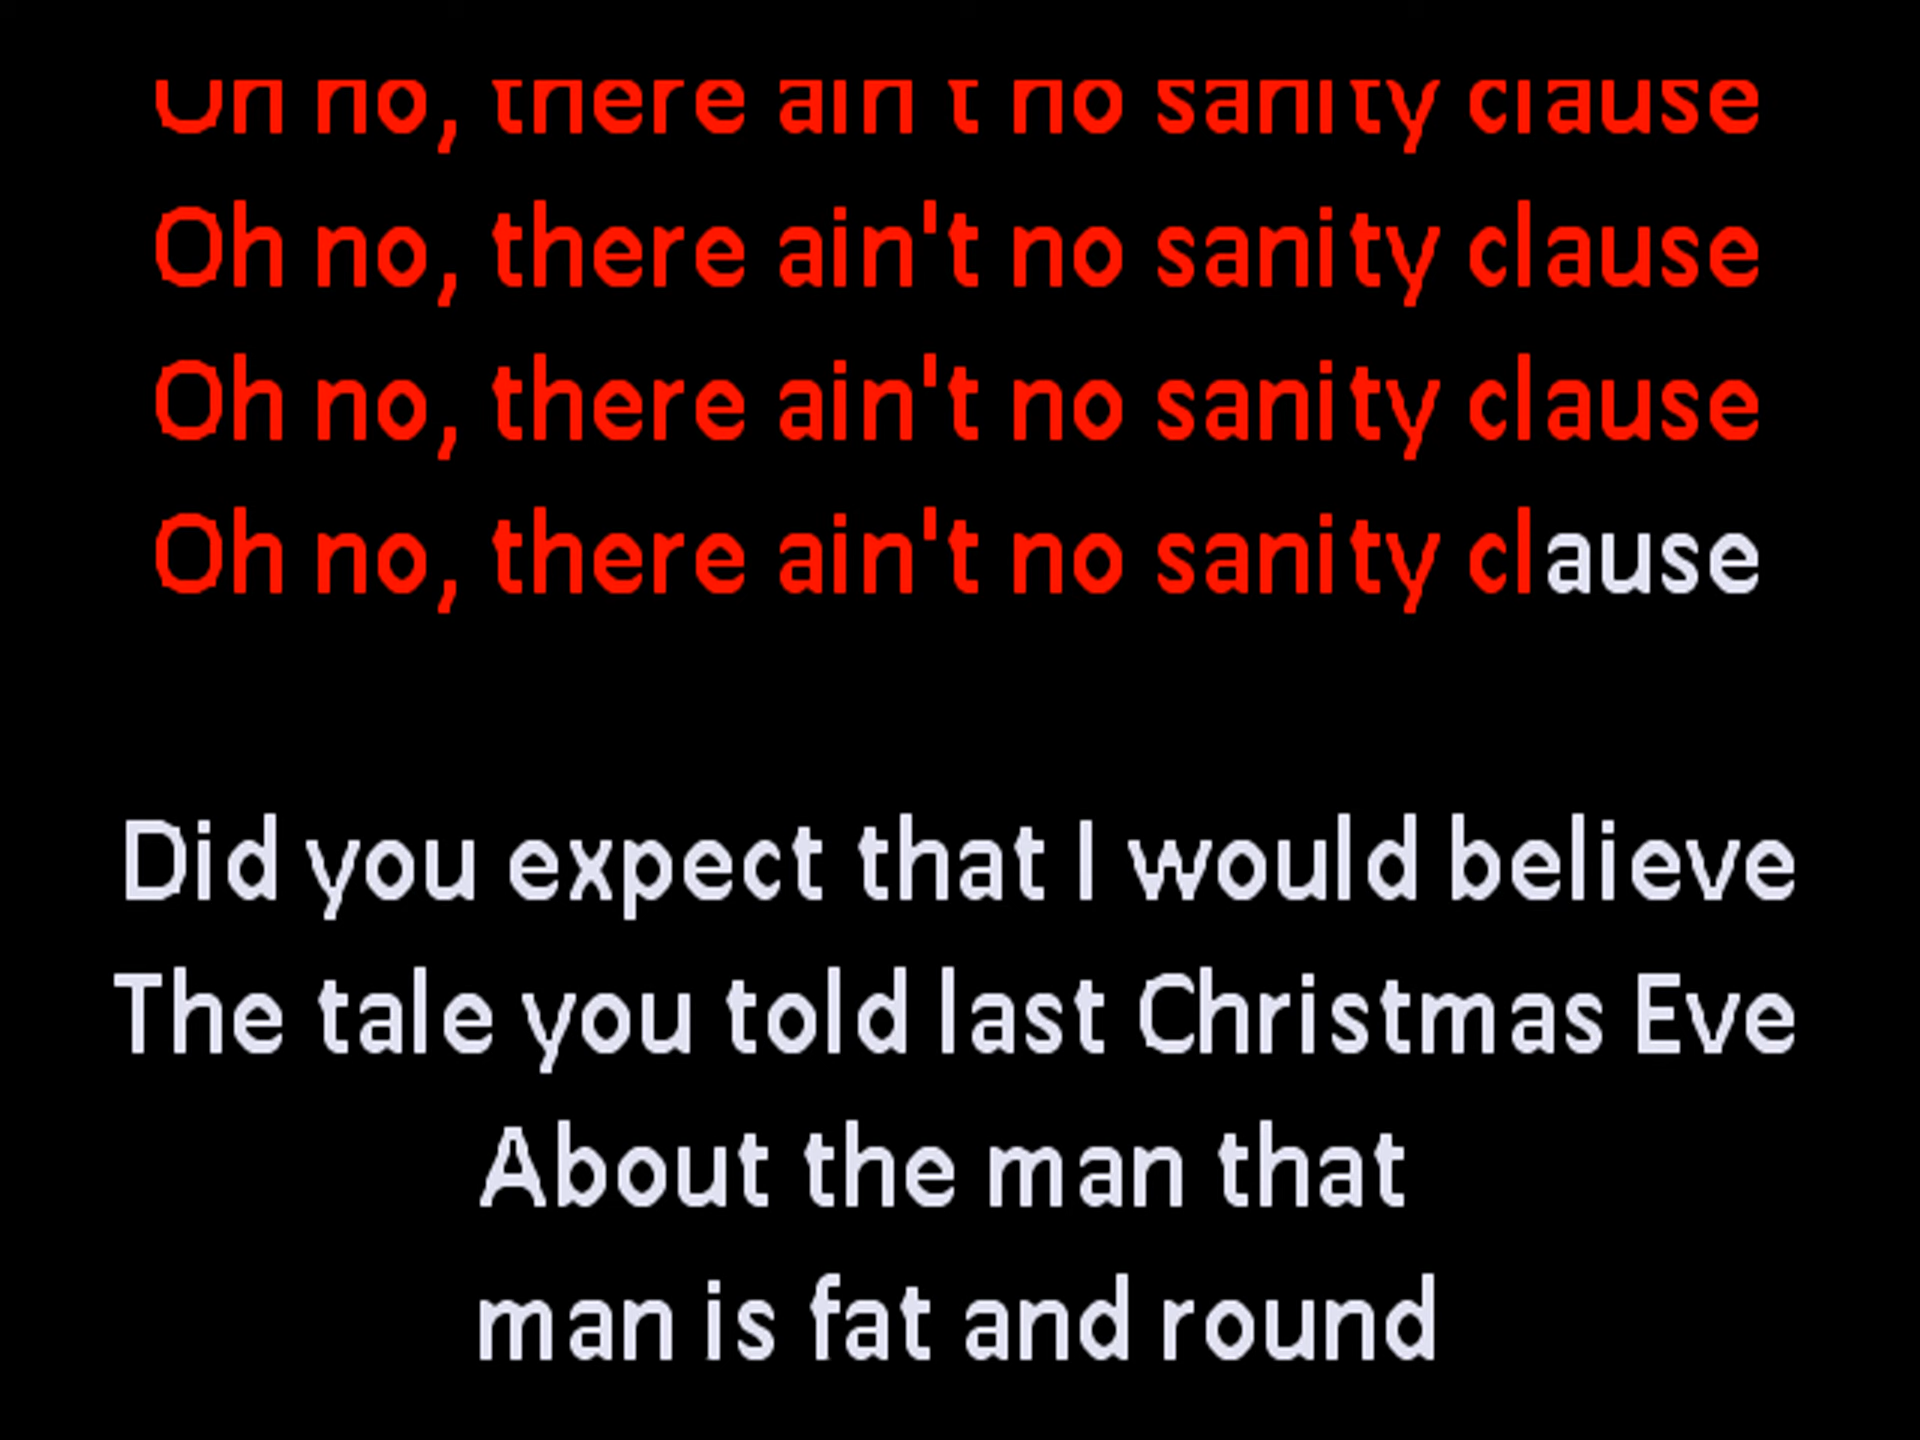 Oh no, there ain't no sanity clause
Oh no, there ain't no sanity clause
Oh no, there ain't no sanity clause
Oh no, there ain't no sanity clause
Did you expect that I would believe
The tale you told last Christmas Eve
About the man that
man is fat and round